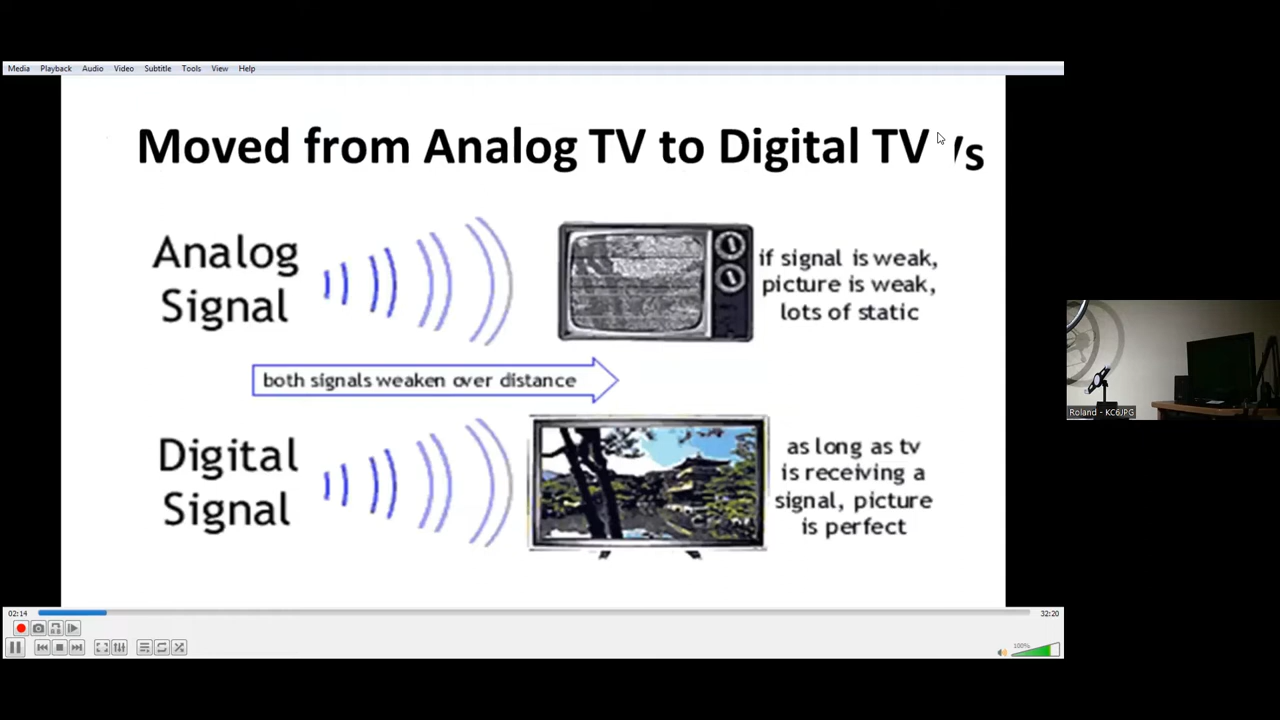 Media Playback Audio Video Subtitle Tools View Help
Moved from Analog TV to Digital TV
Analog
Signal
if signal is weak,
picture is weak,
lots of static
both signals weaken over distance
Digital
Signal
as long as tv
is receiving a
signal, picture
is perfect
Roland - KC6JPG
02:14
32:20
100%